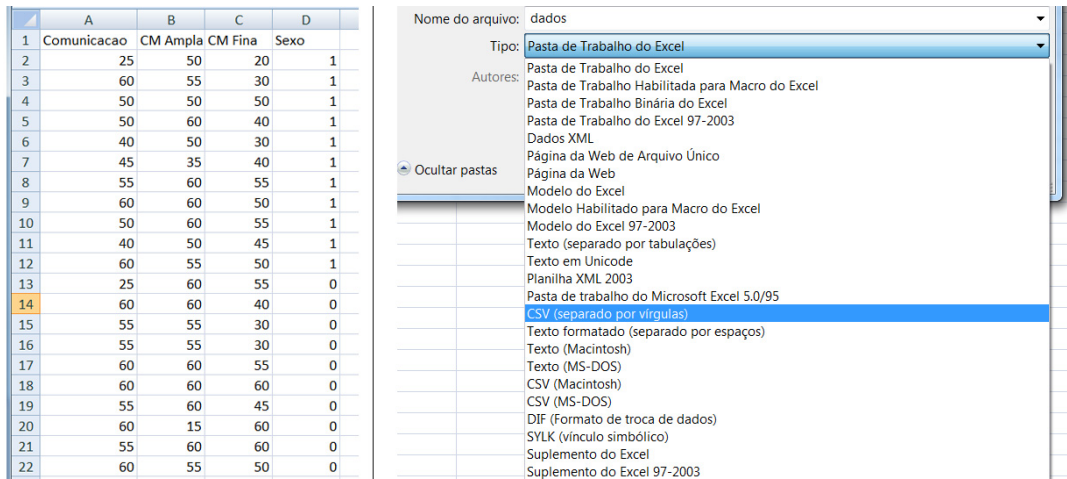 A B C D
1 Comunicacao CM Ampla CM Fina Sexo
2 25 50 20 1
3 60 55 30 1
4 50 50 50 1
5 50 60 40 1
6 40 50 30 1
7 45 35 40 1
8 55 60 55 1
9 60 60 50 1
10 50 60 55 1
11 40 50 45 1
12 60 55 50 1
13 25 60 55 0
14 60 60 40 0
15 55 55 30 0
16 55 55 30 0
17 60 60 55 0
18 60 60 60 0
19 55 60 45 0
20 60 15 60 0
21 55 60 60 0
22 60 55 50 0
Nome do arquivo: dados
Tipo: Pasta de Trabalho do Excel
Autores:
Ocultar pastas
Pasta de Trabalho do Excel
Pasta de Trabalho Habilitada para Macro do Excel
Pasta de Trabalho Binária do Excel
Pasta de Trabalho do Excel 97-2003
Dados XML
Página da Web de Arquivo Único
Página da Web
Modelo do Excel
Modelo Habilitado para Macro do Excel
Modelo do Excel 97-2003
Texto (separado por tabulações)
Texto em Unicode
Planilha XML 2003
Pasta de trabalho do Microsoft Excel 5.0/95
CSV (separado por vírgulas)
Texto formatado (separado por espaços)
Texto (Macintosh)
Texto (MS-DOS)
CSV (Macintosh)
CSV (MS-DOS)
DIF (Formato de troca de dados)
SYLK (vínculo simbólico)
Suplemento do Excel
Suplemento do Excel 97-2003